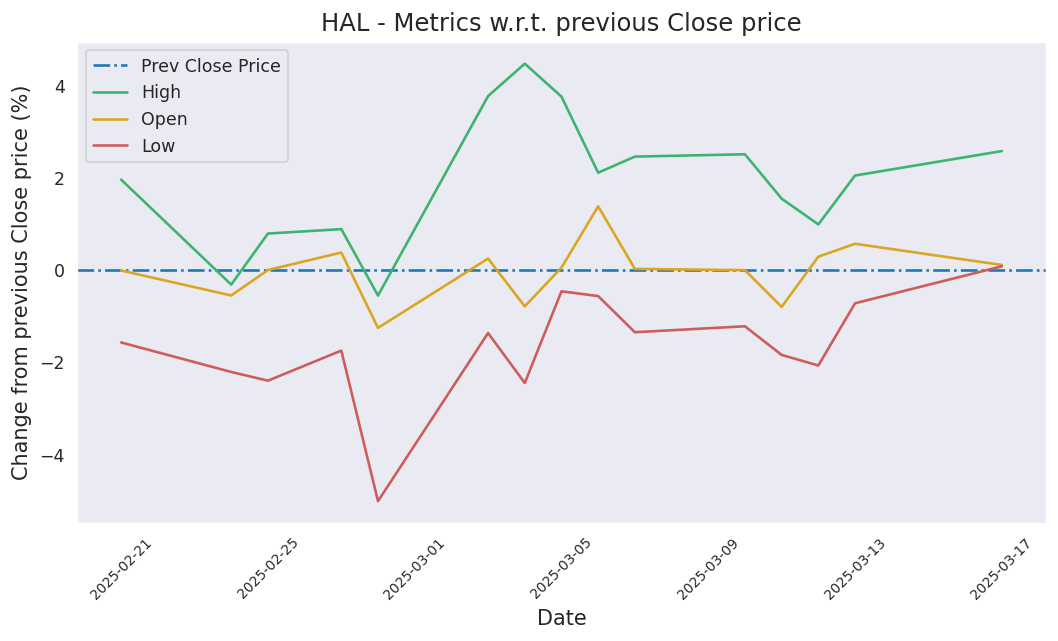 HAL - Metrics w.r.t. previous Close price
Prev Close Price
High
Open
Low
Change from previous Close price (%)
4
2
0
−2
−4
2025-02-21
2025-02-25
2025-03-01
2025-03-05
2025-03-09
2025-03-13
2025-03-17
Date